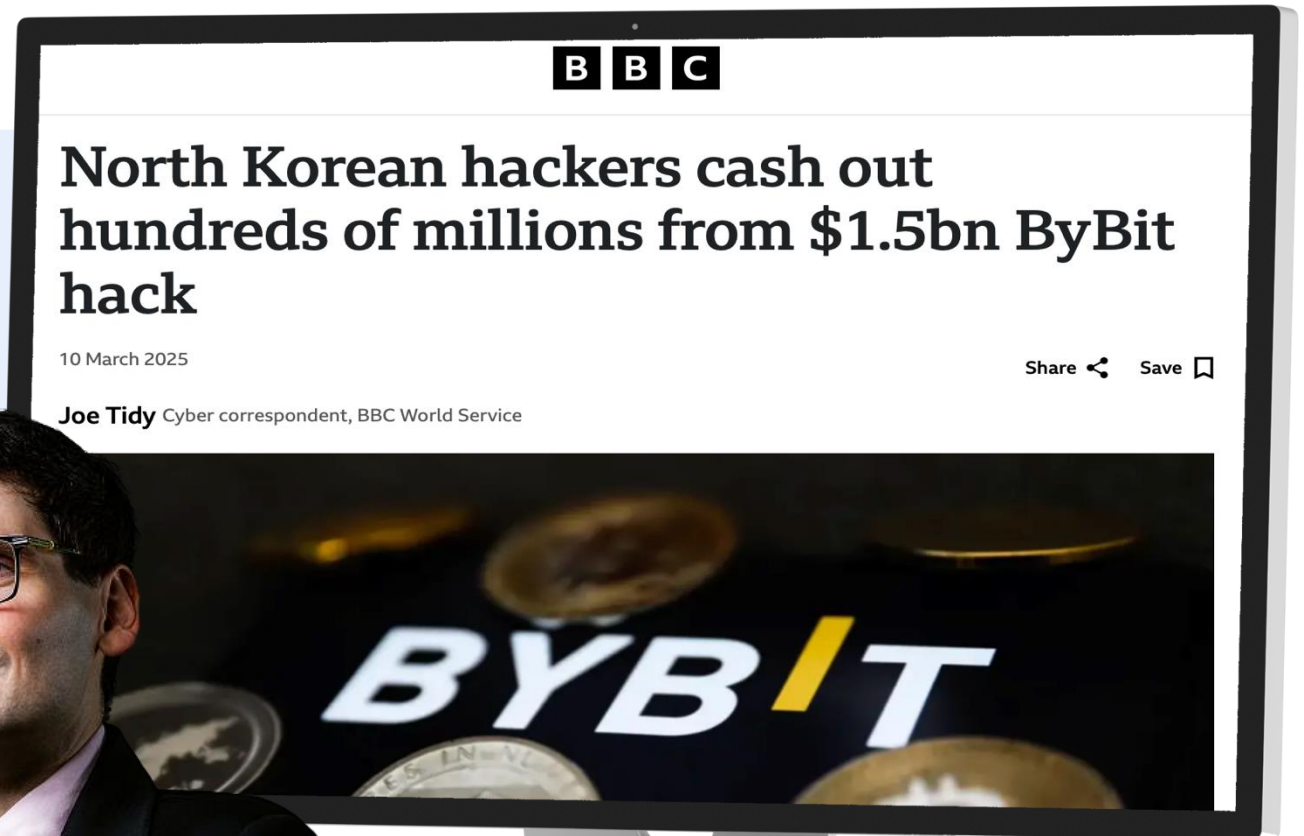 BBC
North Korean hackers cash out
hundreds of millions from $1.5bn ByBit
hack
10 March 2025
Share Save
Joe Tidy Cyber correspondent, BBC World Service
BYBIT